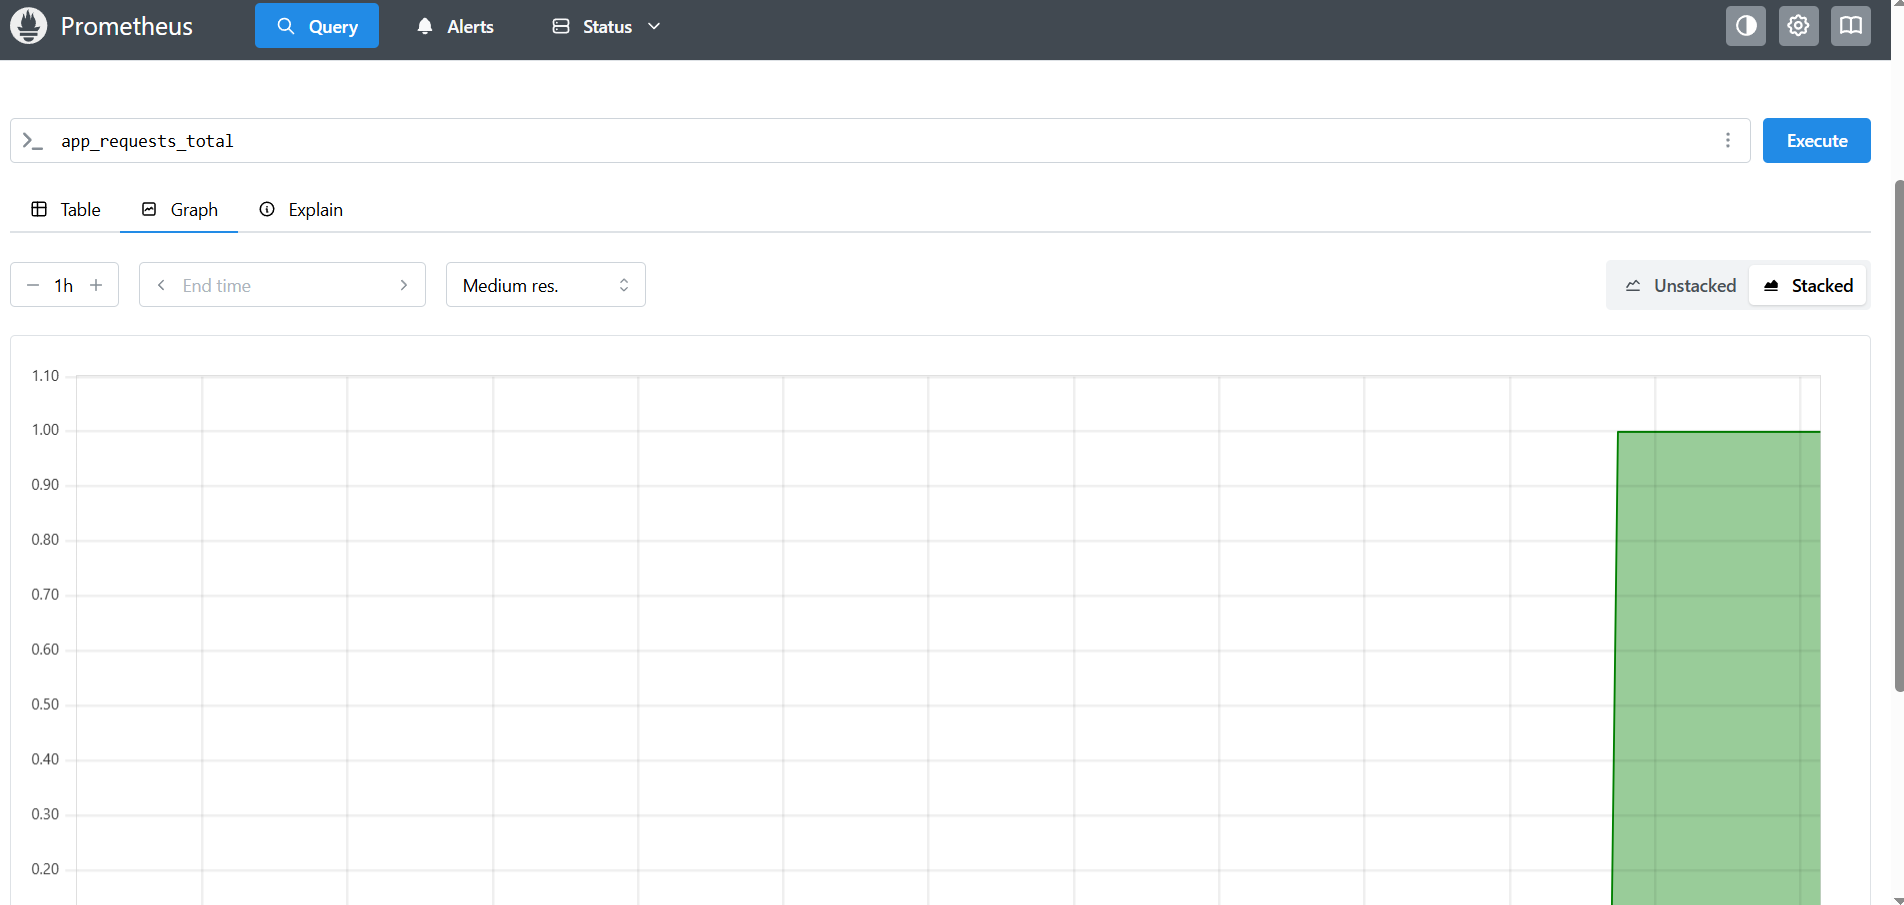 Prometheus Query Alerts Status
app_requests_total
Execute
Table Graph Explain
1h End time Medium res. Unstacked Stacked
1.10
1.00
0.90
0.80
0.70
0.60
0.50
0.40
0.30
0.20